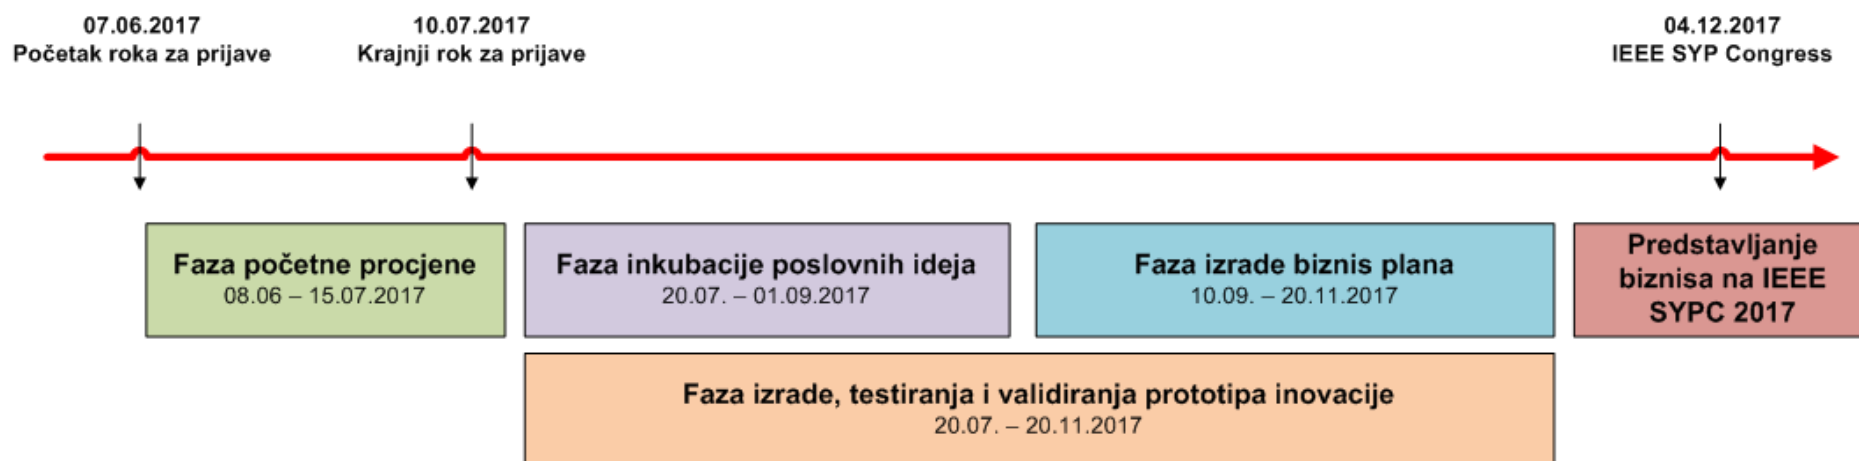 07.06.2017
Početak roka za prijave
10.07.2017
Krajnji rok za prijave
04.12.2017
IEEE SYP Congress
Faza početne procjene
08.06 – 15.07.2017
Faza inkubacije poslovnih ideja
20.07. – 01.09.2017
Faza izrade biznis plana
10.09. – 20.11.2017
Predstavljanje
biznisa na IEEE
SYPC 2017
Faza izrade, testiranja i validiranja prototipa inovacije
20.07. – 20.11.2017